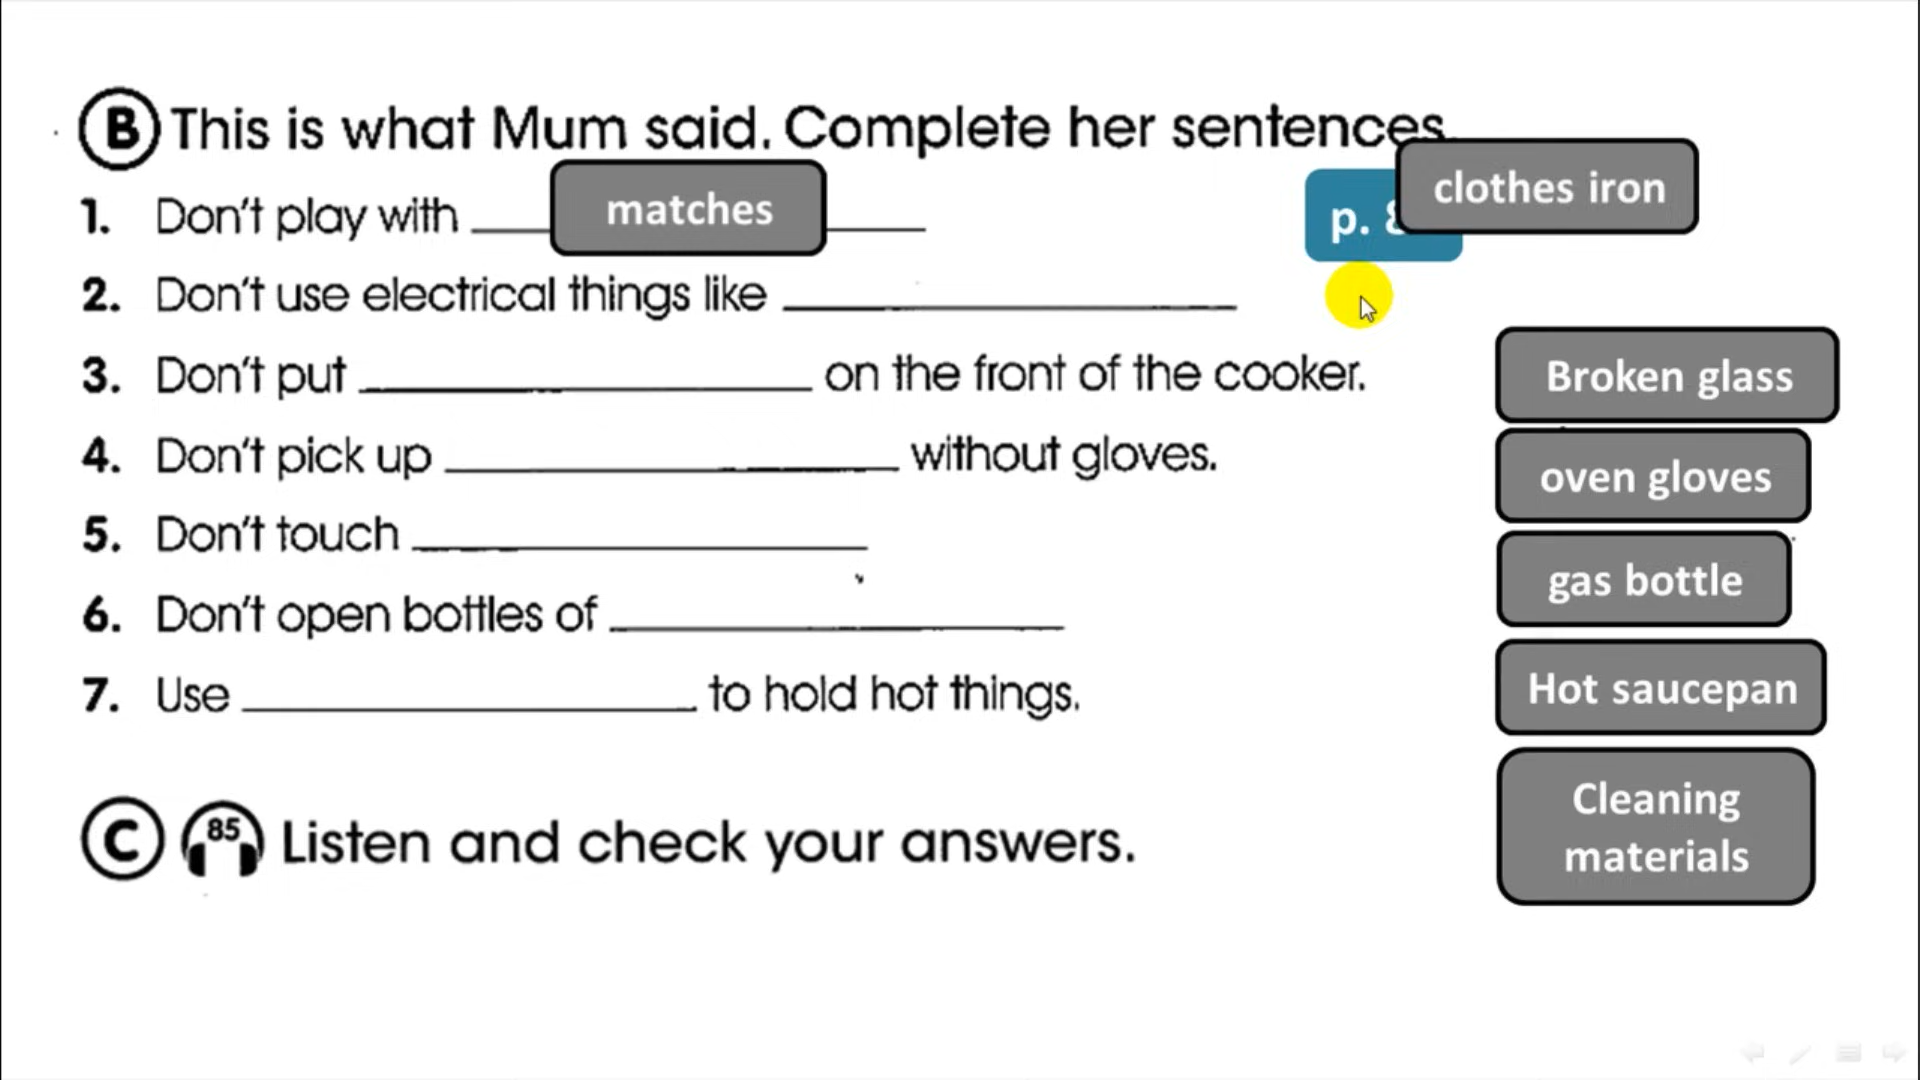 B This is what Mum said. Complete her sentences.
1. Don't play with matches
clothes iron
p.
2. Don't use electrical things like
3. Don't put on the front of the cooker.
Broken glass
4. Don't pick up without gloves.
oven gloves
5. Don't touch
gas bottle
6. Don't open bottles of
7. Use to hold hot things.
Hot saucepan
Cleaning
materials
C 85 Listen and check your answers.